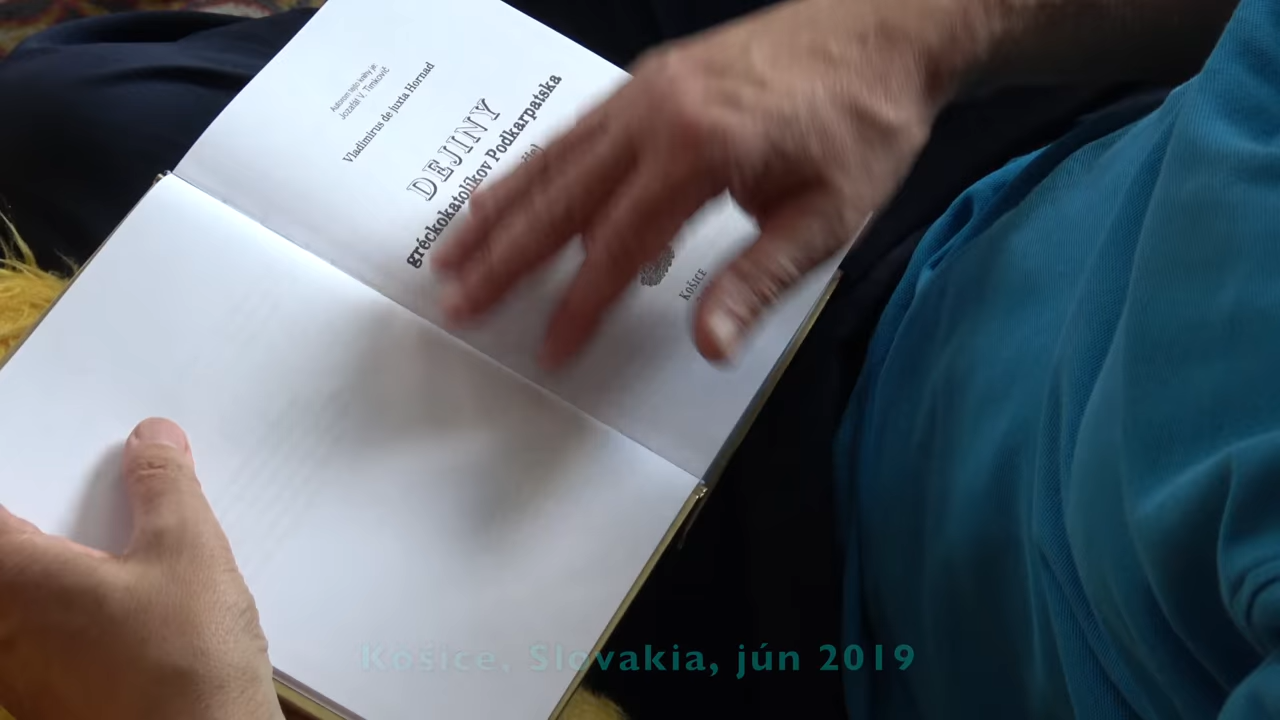 Autorom tejto knihy je:
Jozafát V. Timkovič
Vladimirus de juxta Hornad
DEJINY
gréckokatolíkov Podkarpatska
KOŠICE
Košice, Slovakia, jún 2019